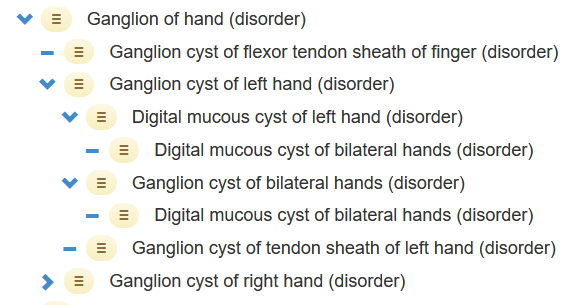 Ganglion of hand (disorder)
Ganglion cyst of flexor tendon sheath of finger (disorder)
Ganglion cyst of left hand (disorder)
Digital mucous cyst of left hand (disorder)
Digital mucous cyst of bilateral hands (disorder)
Ganglion cyst of bilateral hands (disorder)
Digital mucous cyst of bilateral hands (disorder)
Ganglion cyst of tendon sheath of left hand (disorder)
Ganglion cyst of right hand (disorder)